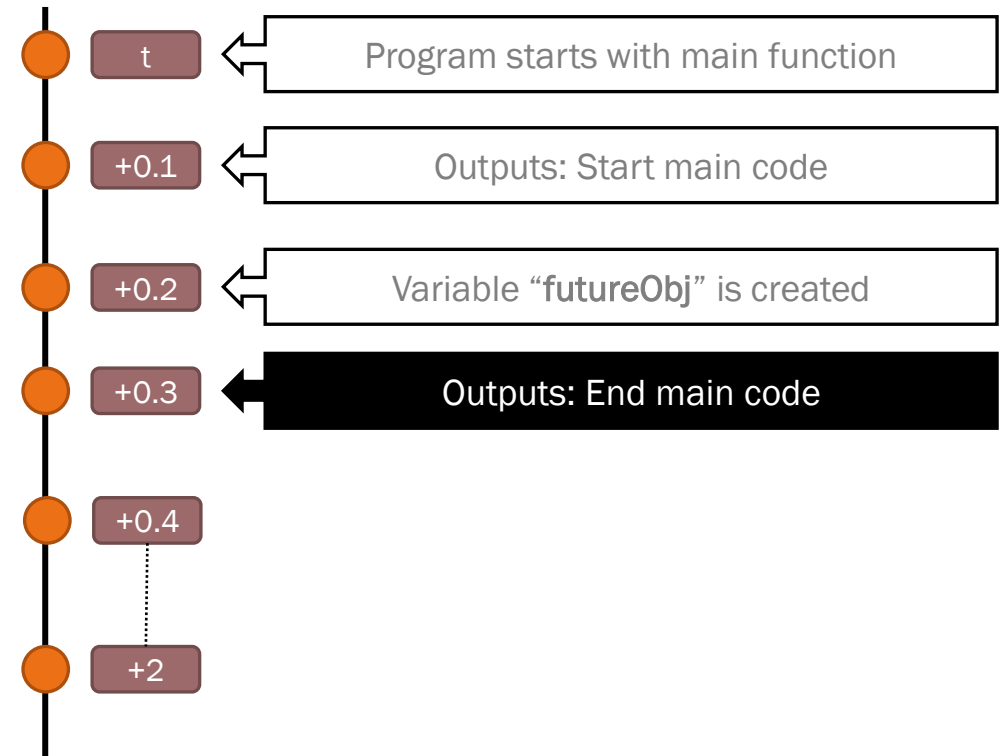 t
Program starts with main function
+0.1
Outputs: Start main code
+0.2
Variable “futureObj” is created
+0.3
Outputs: End main code
+0.4
+2